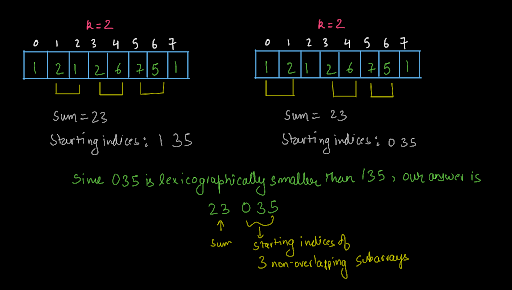 k=2
0 1 2 3 4 5 6 7
1 2 1 2 6 7 5 1
Sum = 23
Starting indices: 1 35
k=2
0 1 2 3 4 5 6 7
1 2 1 2 6 7 5 1
Sum = 23
Starting indices: 0 35
Since 035 is lexicographically smaller than 135, our answer is
23 0 3 5
sum
starting indices of
3 non-overlapping subarrays